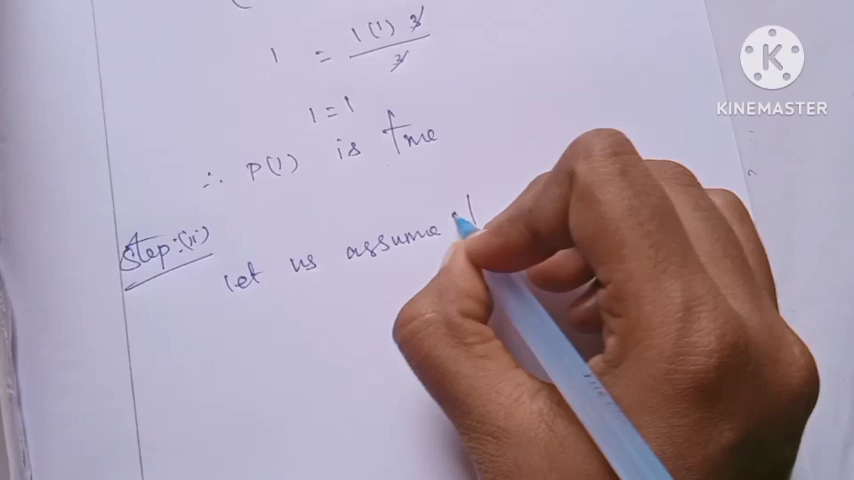 1 = 1(1) 3 / 3
1 = 1
∴ P(1) is true
Step:(ii)
let us assume
KINEMASTER